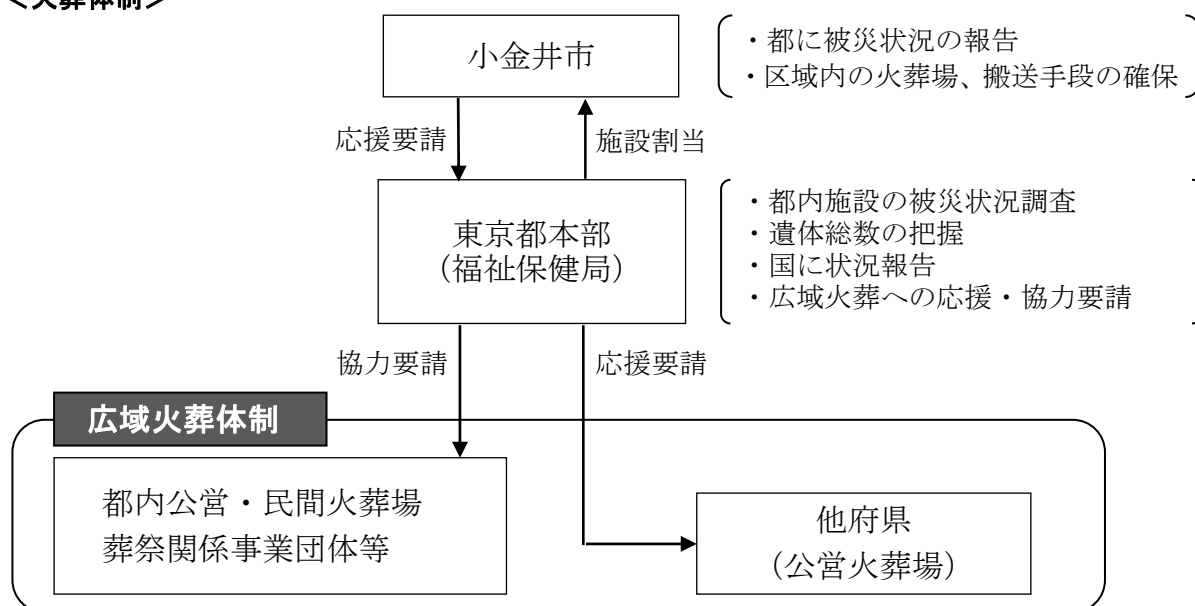 ＜火葬体制＞
小金井市
・都に被災状況の報告
・区域内の火葬場、搬送手段の確保
応援要請
施設割当
東京都本部
（福祉保健局）
・都内施設の被災状況調査
・遺体総数の把握
・国に状況報告
・広域火葬への応援・協力要請
協力要請
応援要請
広域火葬体制
都内公営・民間火葬場
葬祭関係事業団体等
他府県
（公営火葬場）